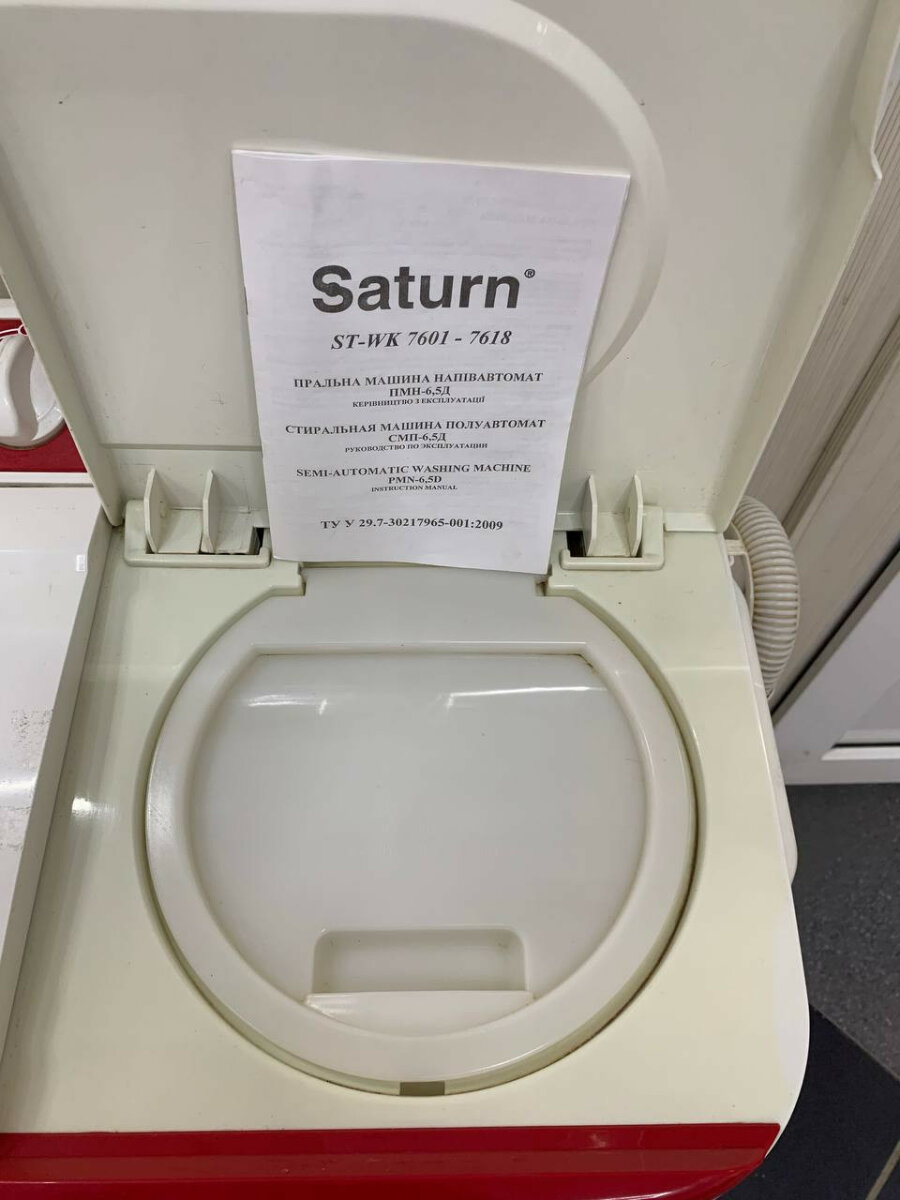 Saturn®
ST-WK 7601 - 7618
ПРАЛЬНА МАШИНА НАПІВАВТОМАТ
ПМН-6,5Д
КЕРІВНИЦТВО З ЕКСПЛУАТАЦІЇ
СТИРАЛЬНАЯ МАШИНА ПОЛУАВТОМАТ
СМП-6,5Д
РУКОВОДСТВО ПО ЭКСПЛУАТАЦИИ
SEMI-AUTOMATIC WASHING MACHINE
PMN-6,5D
INSTRUCTION MANUAL
ТУ У 29.7-30217965-001:2009